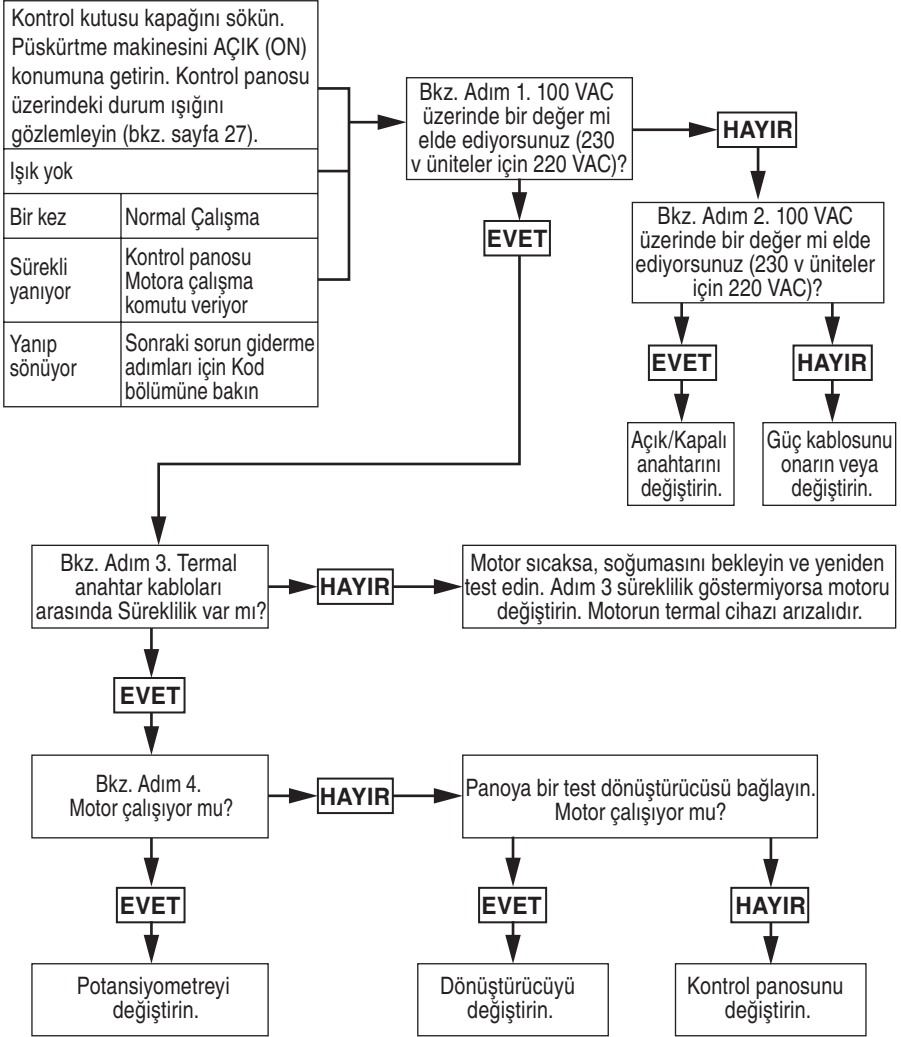 Kontrol kutusu kapağını sökün.
Püskürtme makinesini AÇIK (ON)
konumuna getirin. Kontrol panosu
üzerindeki durum ışığını
gözlemleyin (bkz. sayfa 27).
Işık yok
Bir kez
Normal Çalışma
Sürekli
yanıyor
Kontrol panosu
Motora çalışma
komutu veriyor
Yanıp
sönüyor
Sonraki sorun giderme
adımları için Kod
bölümüne bakın
Bkz. Adım 1. 100 VAC
üzerinde bir değer mi
elde ediyorsunuz (230
v üniteler için 220 VAC)?
HAYIR
EVET
Bkz. Adım 2. 100 VAC
üzerinde bir değer mi elde
ediyorsunuz (230 v üniteler
için 220 VAC)?
EVET
HAYIR
Açık/Kapalı
anahtarını
değiştirin.
Güç kablosunu
onarın veya
değiştirin.
Bkz. Adım 3. Termal
anahtar kabloları
arasında Süreklilik var mı?
HAYIR
Motor sıcaksa, soğumasını bekleyin ve yeniden
test edin. Adım 3 süreklilik göstermiyorsa motoru
değiştirin. Motorun termal cihazı arızalıdır.
EVET
Bkz. Adım 4.
Motor çalışıyor mu?
HAYIR
Panoya bir test dönüştürücüsü bağlayın.
Motor çalışıyor mu?
EVET
EVET
HAYIR
Potansiyometreyi
değiştirin.
Dönüştürücüyü
değiştirin.
Kontrol panosunu
değiştirin.